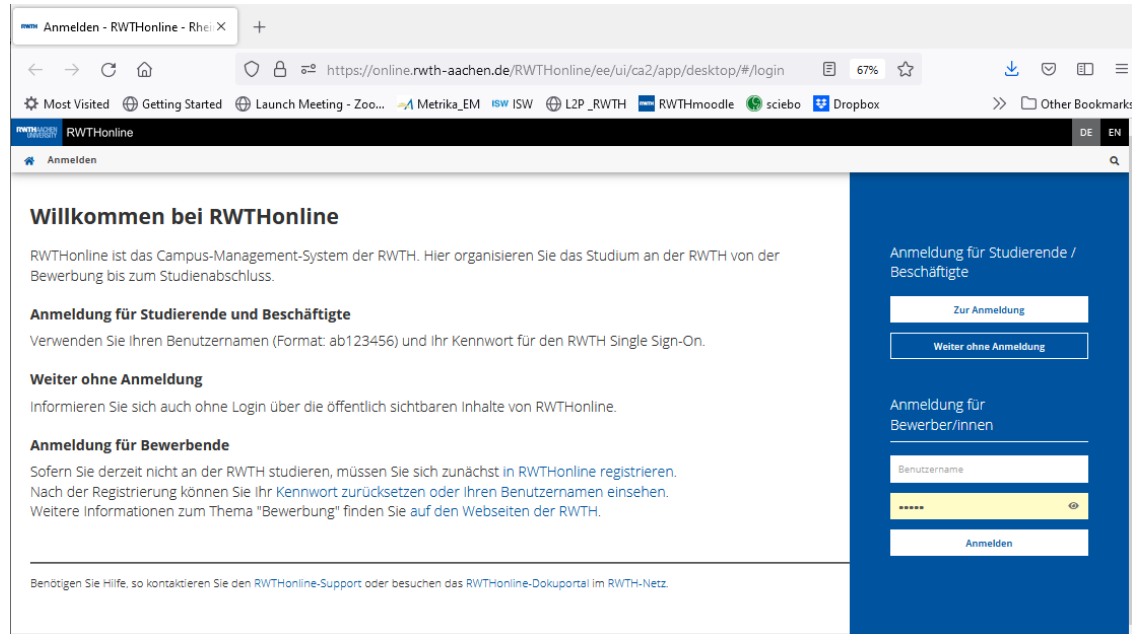 Anmelden - RWTHonline - Rhei
https://online.rwth-aachen.de/RWTHonline/ee/ui/ca2/app/desktop/#/login
67%
Most Visited Getting Started Launch Meeting - Zoo... Metrika_EM ISW ISW L2P _RWTH RWTHmoodle sciebo Dropbox Other Bookmarks
RWTHonline DE EN
Anmelden
Willkommen bei RWTHonline
RWTHonline ist das Campus-Management-System der RWTH. Hier organisieren Sie das Studium an der RWTH von der
Bewerbung bis zum Studienabschluss.
Anmeldung für Studierende und Beschäftigte
Verwenden Sie Ihren Benutzernamen (Format: ab123456) und Ihr Kennwort für den RWTH Single Sign-On.
Weiter ohne Anmeldung
Informieren Sie sich auch ohne Login über die öffentlich sichtbaren Inhalte von RWTHonline.
Anmeldung für Bewerbende
Sofern Sie derzeit nicht an der RWTH studieren, müssen Sie sich zunächst in RWTHonline registrieren.
Nach der Registrierung können Sie Ihr Kennwort zurücksetzen oder Ihren Benutzernamen einsehen.
Weitere Informationen zum Thema "Bewerbung" finden Sie auf den Webseiten der RWTH.
Benötigen Sie Hilfe, so kontaktieren Sie den RWTHonline-Support oder besuchen das RWTHonline-Dokuportal im RWTH-Netz.
Anmeldung für Studierende /
Beschäftigte
Zur Anmeldung
Weiter ohne Anmeldung
Anmeldung für
Bewerber/innen
Benutzername
•••••
Anmelden